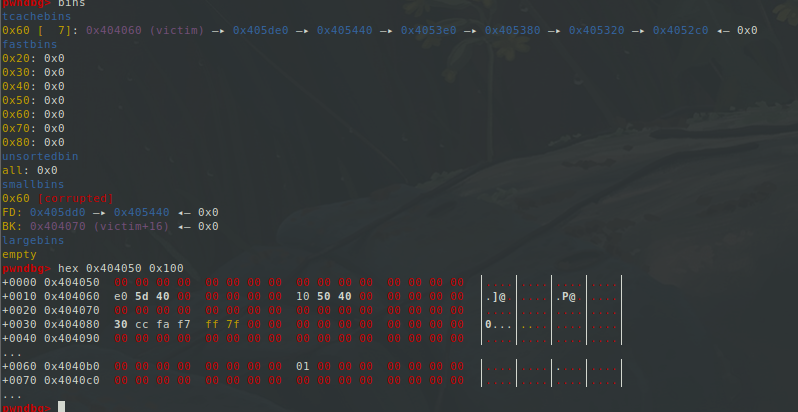 pwndbg> bins
tcachebins
0x60 [  7]: 0x404060 (victim) —▸ 0x405de0 —▸ 0x405440 —▸ 0x4053e0 —▸ 0x405380 —▸ 0x405320 —▸ 0x4052c0 ◂— 0x0
fastbins
0x20: 0x0
0x30: 0x0
0x40: 0x0
0x50: 0x0
0x60: 0x0
0x70: 0x0
0x80: 0x0
unsortedbin
all: 0x0
smallbins
0x60 [corrupted]
FD: 0x405dd0 —▸ 0x405440 ◂— 0x0
BK: 0x404070 (victim+16) ◂— 0x0
largebins
empty
pwndbg> hex 0x404050 0x100
+0000 0x404050  00 00 00 00  00 00 00 00  00 00 00 00  00 00 00 00  |....|....|....|....|
+0010 0x404060  e0 5d 40 00  00 00 00 00  10 50 40 00  00 00 00 00  |.]@.|....|.P@.|....|
+0020 0x404070  00 00 00 00  00 00 00 00  00 00 00 00  00 00 00 00  |....|....|....|....|
+0030 0x404080  30 cc fa f7  ff 7f 00 00  00 00 00 00  00 00 00 00  |0...|....|....|....|
+0040 0x404090  00 00 00 00  00 00 00 00  00 00 00 00  00 00 00 00  |....|....|....|....|
...
+0060 0x4040b0  00 00 00 00  00 00 00 00  01 00 00 00  00 00 00 00  |....|....|....|....|
+0070 0x4040c0  00 00 00 00  00 00 00 00  00 00 00 00  00 00 00 00  |....|....|....|....|
...
pwndbg>